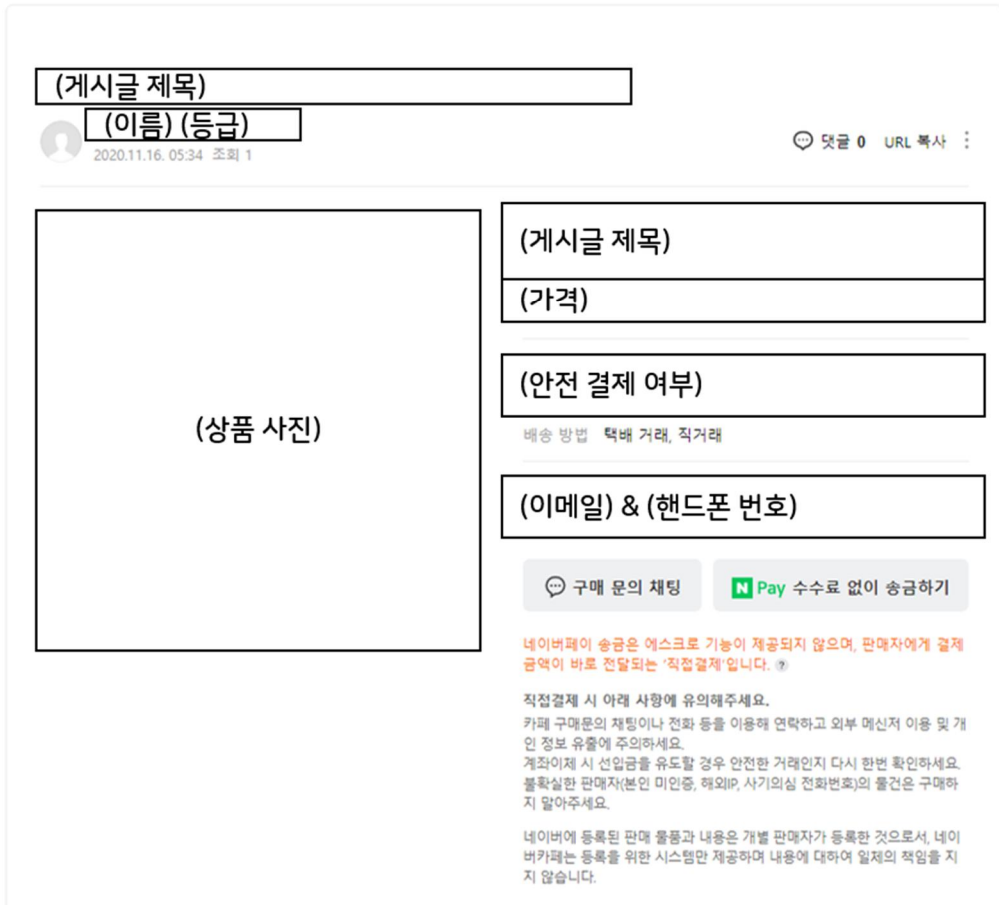 (게시글 제목)
(이름) (등급)
2020.11.16. 05:34 조회 1
댓글 0 URL 복사
(게시글 제목)
(가격)
(안전 결제 여부)
(상품 사진)
배송 방법 택배 거래, 직거래
(이메일) & (핸드폰 번호)
구매 문의 채팅
N Pay 수수료 없이 송금하기
네이버페이 송금은 에스크로 기능이 제공되지 않으며, 판매자에게 결제
금액이 바로 전달되는 '직접결제'입니다. ?
직접결제 시 아래 사항에 유의해주세요.
카페 구매문의 채팅이나 전화 등을 이용해 연락하고 외부 메신저 이용 및 개
인 정보 유출에 주의하세요.
계좌이체 시 선입금을 유도할 경우 안전한 거래인지 다시 한번 확인하세요.
불확실한 판매자(본인 미인증, 해외IP, 사기의심 전화번호)의 물건은 구매하
지 말아주세요.
네이버에 등록된 판매 물품과 내용은 개별 판매자가 등록한 것으로서, 네이
버카페는 등록을 위한 시스템만 제공하며 내용에 대하여 일체의 책임을 지
지 않습니다.